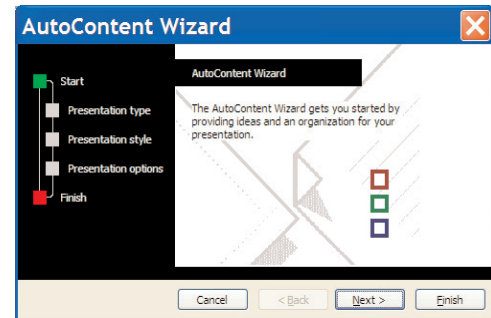 AutoContent Wizard
Start
Presentation type
Presentation style
Presentation options
Finish
AutoContent Wizard
The AutoContent Wizard gets you started by
providing ideas and an organization for your
presentation.
Cancel < Back Next > Finish